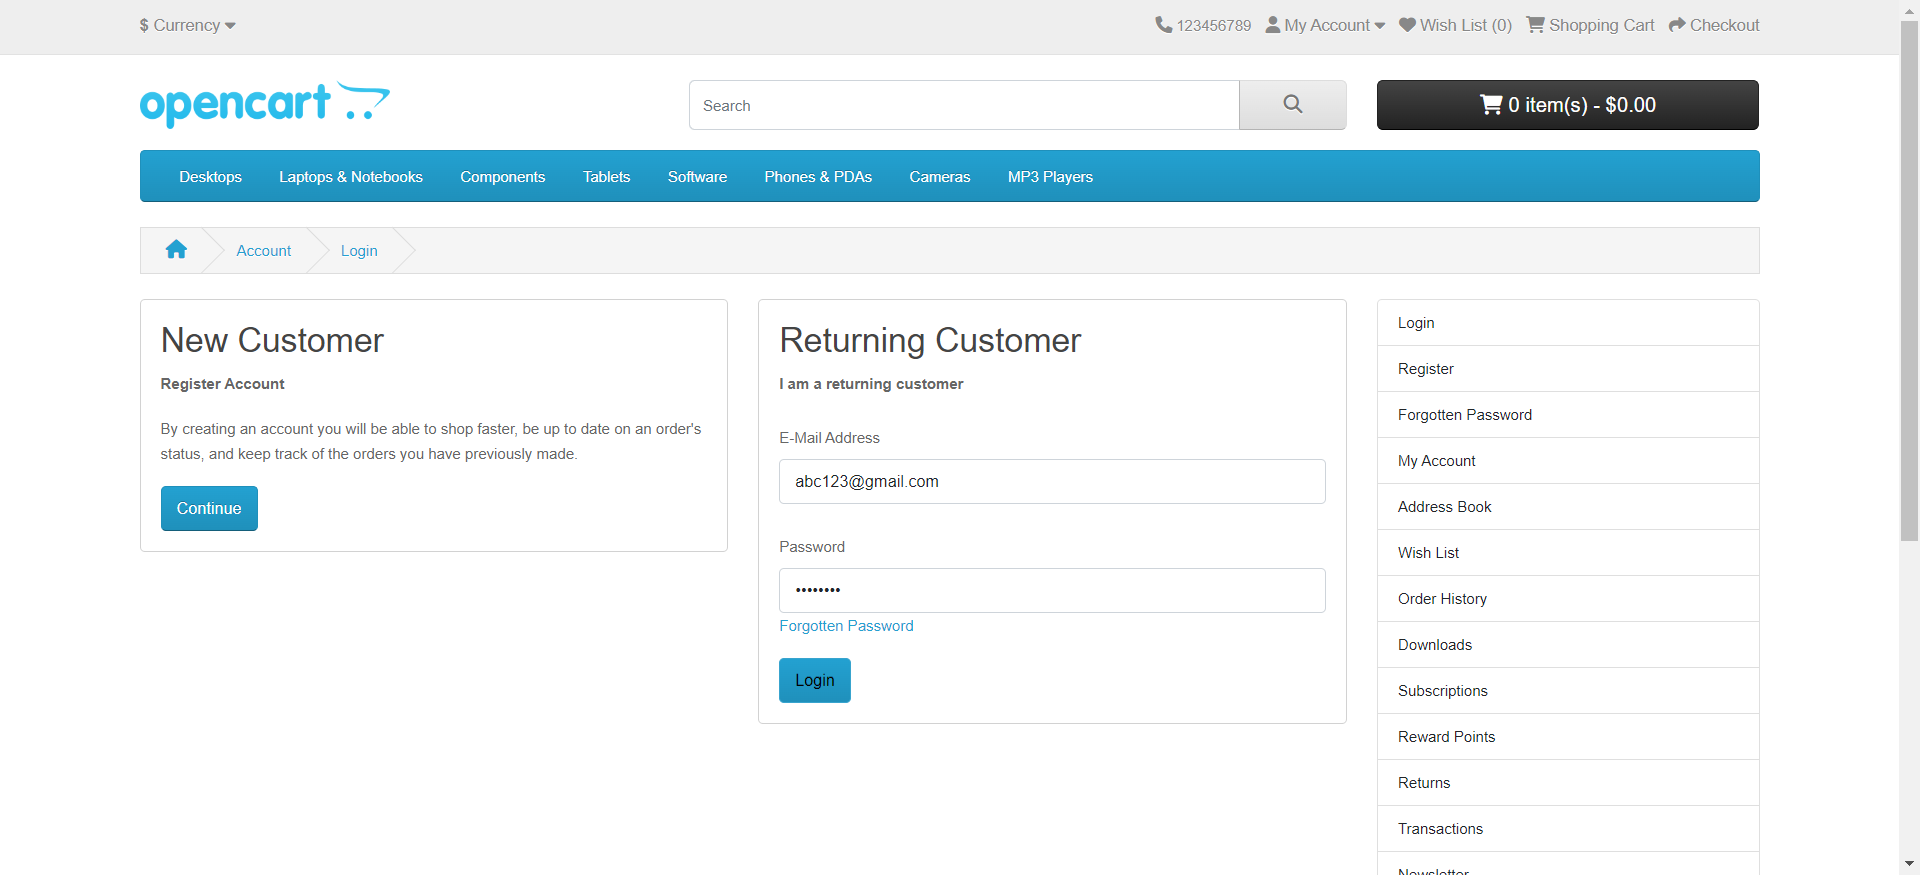 $ Currency
123456789 My Account Wish List (0) Shopping Cart Checkout
opencart
Search
0 item(s) - $0.00
Desktops Laptops & Notebooks Components Tablets Software Phones & PDAs Cameras MP3 Players
Account Login
New Customer
Register Account
By creating an account you will be able to shop faster, be up to date on an order's
status, and keep track of the orders you have previously made.
Continue
Returning Customer
I am a returning customer
E-Mail Address
abc123@gmail.com
Password
••••••••
Forgotten Password
Login
Login
Register
Forgotten Password
My Account
Address Book
Wish List
Order History
Downloads
Subscriptions
Reward Points
Returns
Transactions
Newsletter